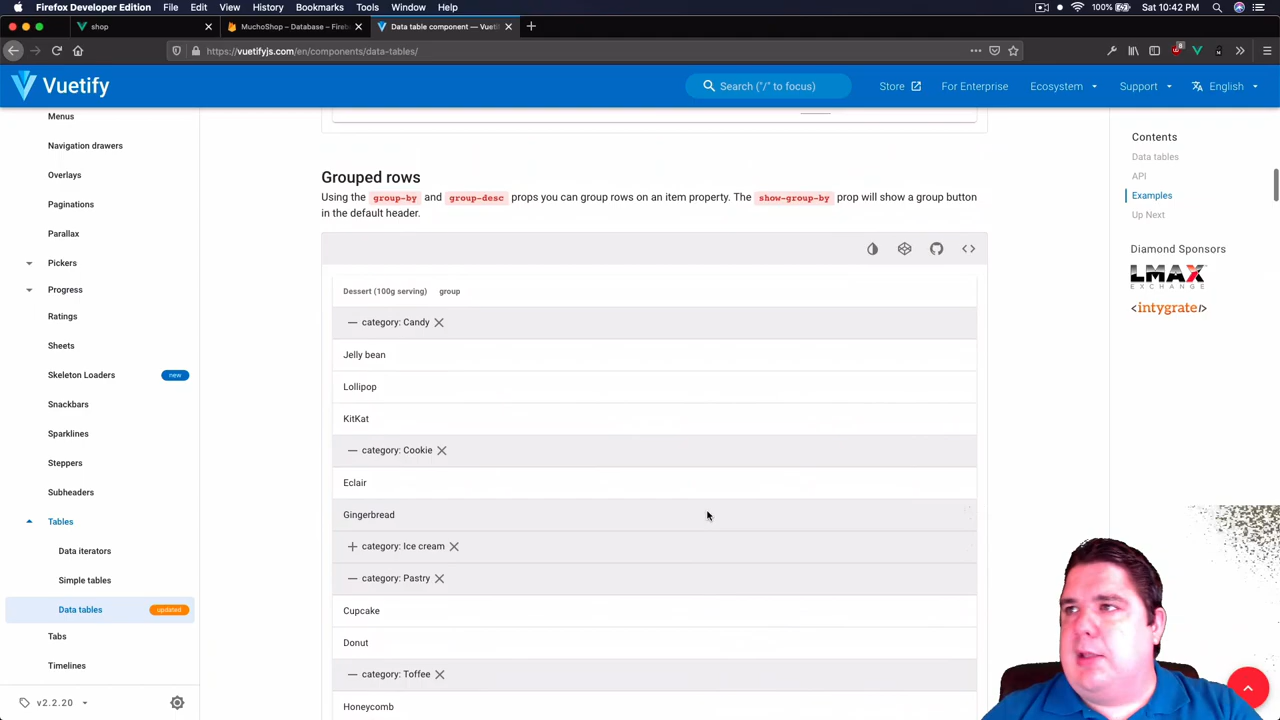 Firefox Developer Edition File Edit View History Bookmarks Tools Window Help
100% Sat 10:42 PM
shop
MuchoShop – Database – Fireb
Data table component — Vueti
https://vuetifyjs.com/en/components/data-tables/
8
Vuetify
Search ("/" to focus)
Store
For Enterprise
Ecosystem
Support
English
Menus
Navigation drawers
Overlays
Paginations
Parallax
Pickers
Progress
Ratings
Sheets
Skeleton Loaders new
Snackbars
Sparklines
Steppers
Subheaders
Tables
Data iterators
Simple tables
Data tables updated
Tabs
Timelines
v2.2.20
Grouped rows
Using the group-by and group-desc props you can group rows on an item property. The show-group-by prop will show a group button
in the default header.
Dessert (100g serving) group
category: Candy
Jelly bean
Lollipop
KitKat
category: Cookie
Eclair
Gingerbread
category: Ice cream
category: Pastry
Cupcake
Donut
category: Toffee
Honeycomb
Contents
Data tables
API
Examples
Up Next
Diamond Sponsors
LMAX
EXCHANGE
<intygrate/>